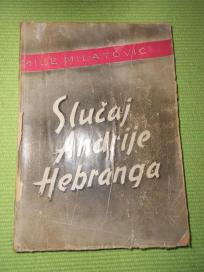 MILE MILATOVIĆ
Slučaj
Andrije
Hebranga